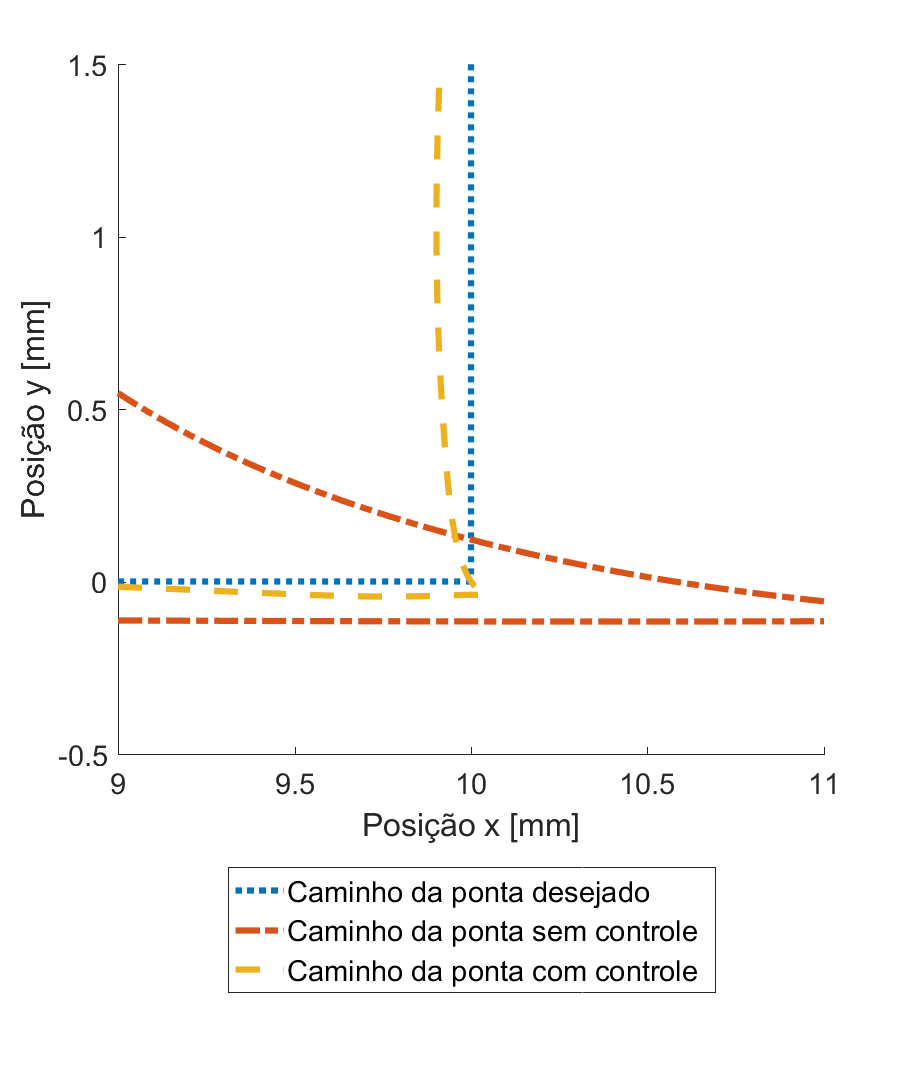 1.5
1
0.5
0
-0.5
Posição y [mm]
9
9.5
10
10.5
11
Posição x [mm]
Caminho da ponta desejado
Caminho da ponta sem controle
Caminho da ponta com controle